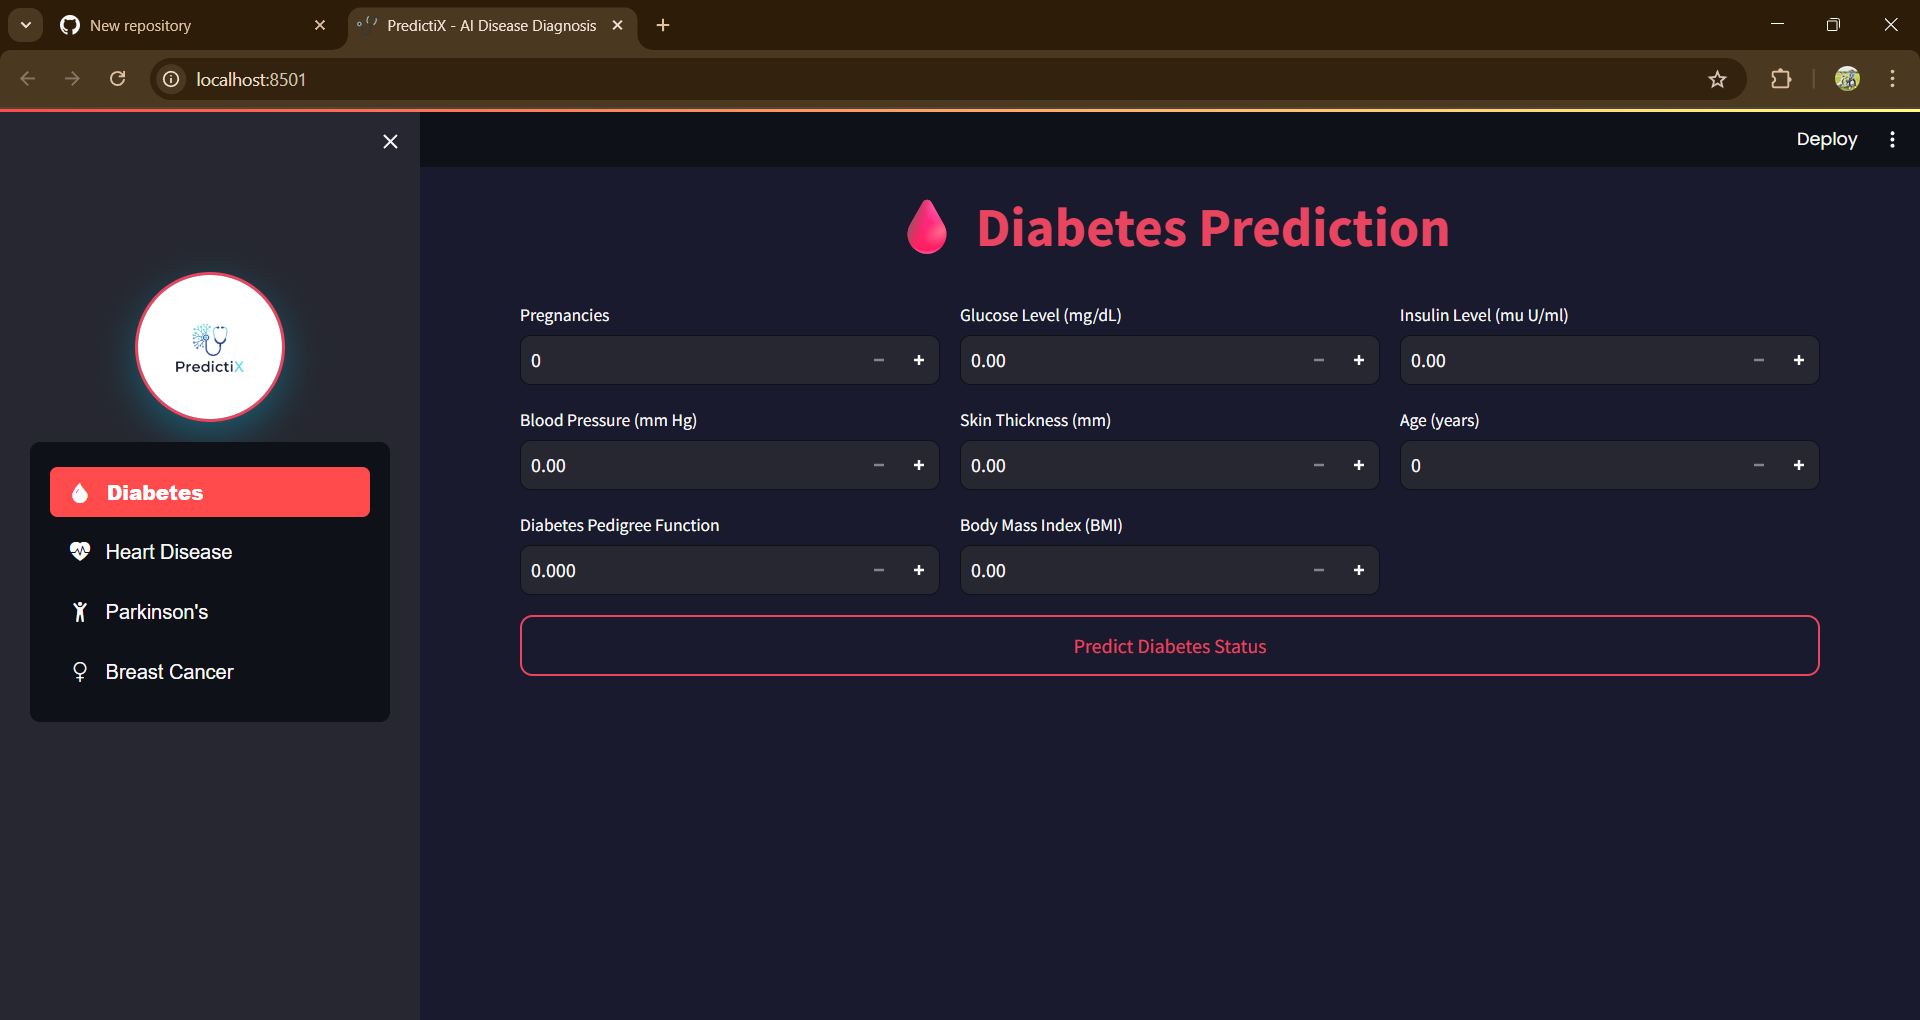 New repository
PredictiX - AI Disease Diagnosis
localhost:8501
Deploy
PredictiX
Diabetes
Heart Disease
Parkinson's
Breast Cancer
Diabetes Prediction
Pregnancies
Glucose Level (mg/dL)
Insulin Level (mu U/ml)
0
0.00
0.00
Blood Pressure (mm Hg)
Skin Thickness (mm)
Age (years)
0.00
0.00
0
Diabetes Pedigree Function
Body Mass Index (BMI)
0.000
0.00
Predict Diabetes Status